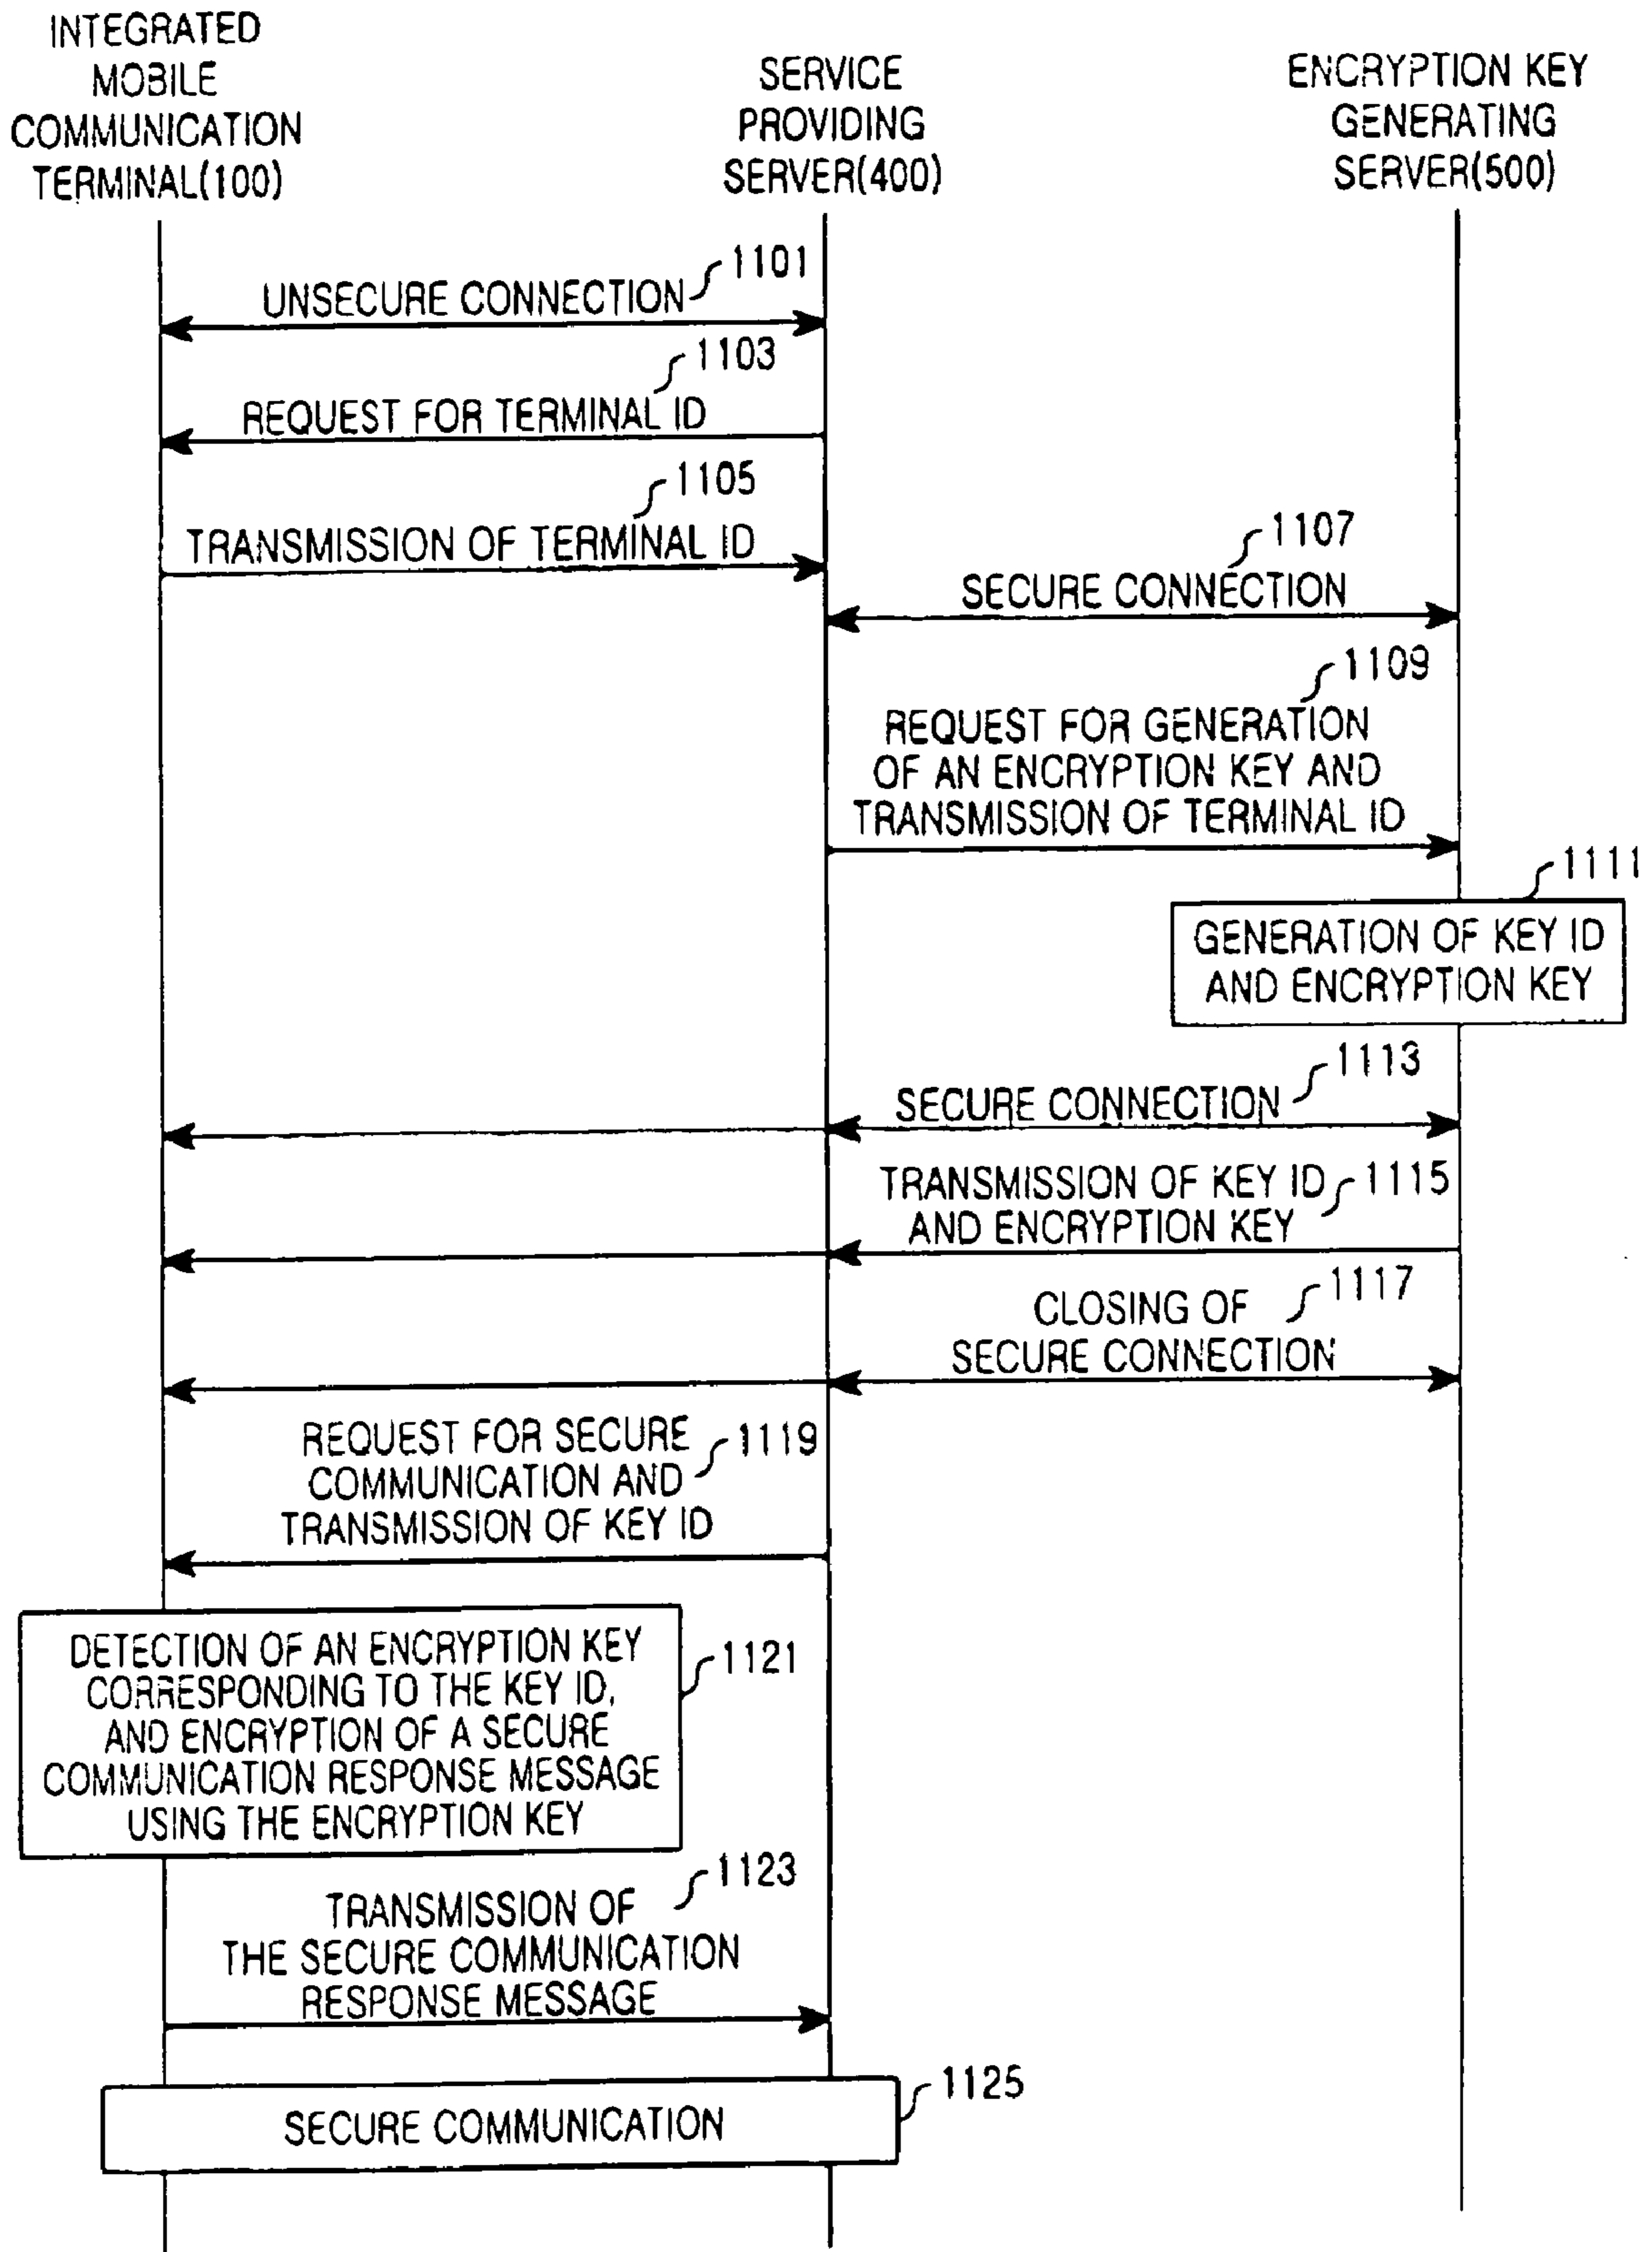 INTEGRATED
MOBILE
COMMUNICATION
TERMINAL(100)
SERVICE
PROVIDING
SERVER(400)
ENCRYPTION KEY
GENERATING
SERVER(500)
1101
UNSECURE CONNECTION
1103
REQUEST FOR TERMINAL ID
1105
TRANSMISSION OF TERMINAL ID
1107
SECURE CONNECTION
1109
REQUEST FOR GENERATION
OF AN ENCRYPTION KEY AND
TRANSMISSION OF TERMINAL ID
1111
GENERATION OF KEY ID
AND ENCRYPTION KEY
1113
SECURE CONNECTION
TRANSMISSION OF KEY ID 1115
AND ENCRYPTION KEY
1117
CLOSING OF
SECURE CONNECTION
REQUEST FOR SECURE 1119
COMMUNICATION AND
TRANSMISSION OF KEY ID
DETECTION OF AN ENCRYPTION KEY
CORRESPONDING TO THE KEY ID,
AND ENCRYPTION OF A SECURE
COMMUNICATION RESPONSE MESSAGE
USING THE ENCRYPTION KEY
1121
1123
TRANSMISSION OF
THE SECURE COMMUNICATION
RESPONSE MESSAGE
1125
SECURE COMMUNICATION